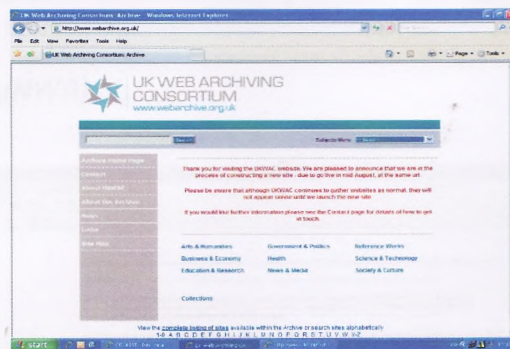 UK Web Archiving Consortium: Archive - Windows Internet Explorer
http://www.webarchive.org.uk/
File Edit View Favorites Tools Help
UK Web Archiving Consortium: Archive
Page Tools
UK WEB ARCHIVING
CONSORTIUM
www.webarchive.org.uk
Archive Home Page
Contact
About the Archive
News
Links
Site Map
Thank you for visiting the UKWAC website. We are pleased to announce that we are in the
process of constructing a new site - due to go live in mid August, at the same url.
Please be aware that although UKWAC continues to gather websites as normal, they will
not appear online until we launch the new site.
If you would like further information please see the Contact page for details of how to get
in touch.
Arts & Humanities Government & Politics Reference Works
Business & Economy Health Science & Technology
Education & Research News & Media Society & Culture
Collections
View the complete listing of sites available within the Archive or search sites alphabetically
1-9 A B C D E F G H I J K L M N O P Q R S T U V W X-Z
start